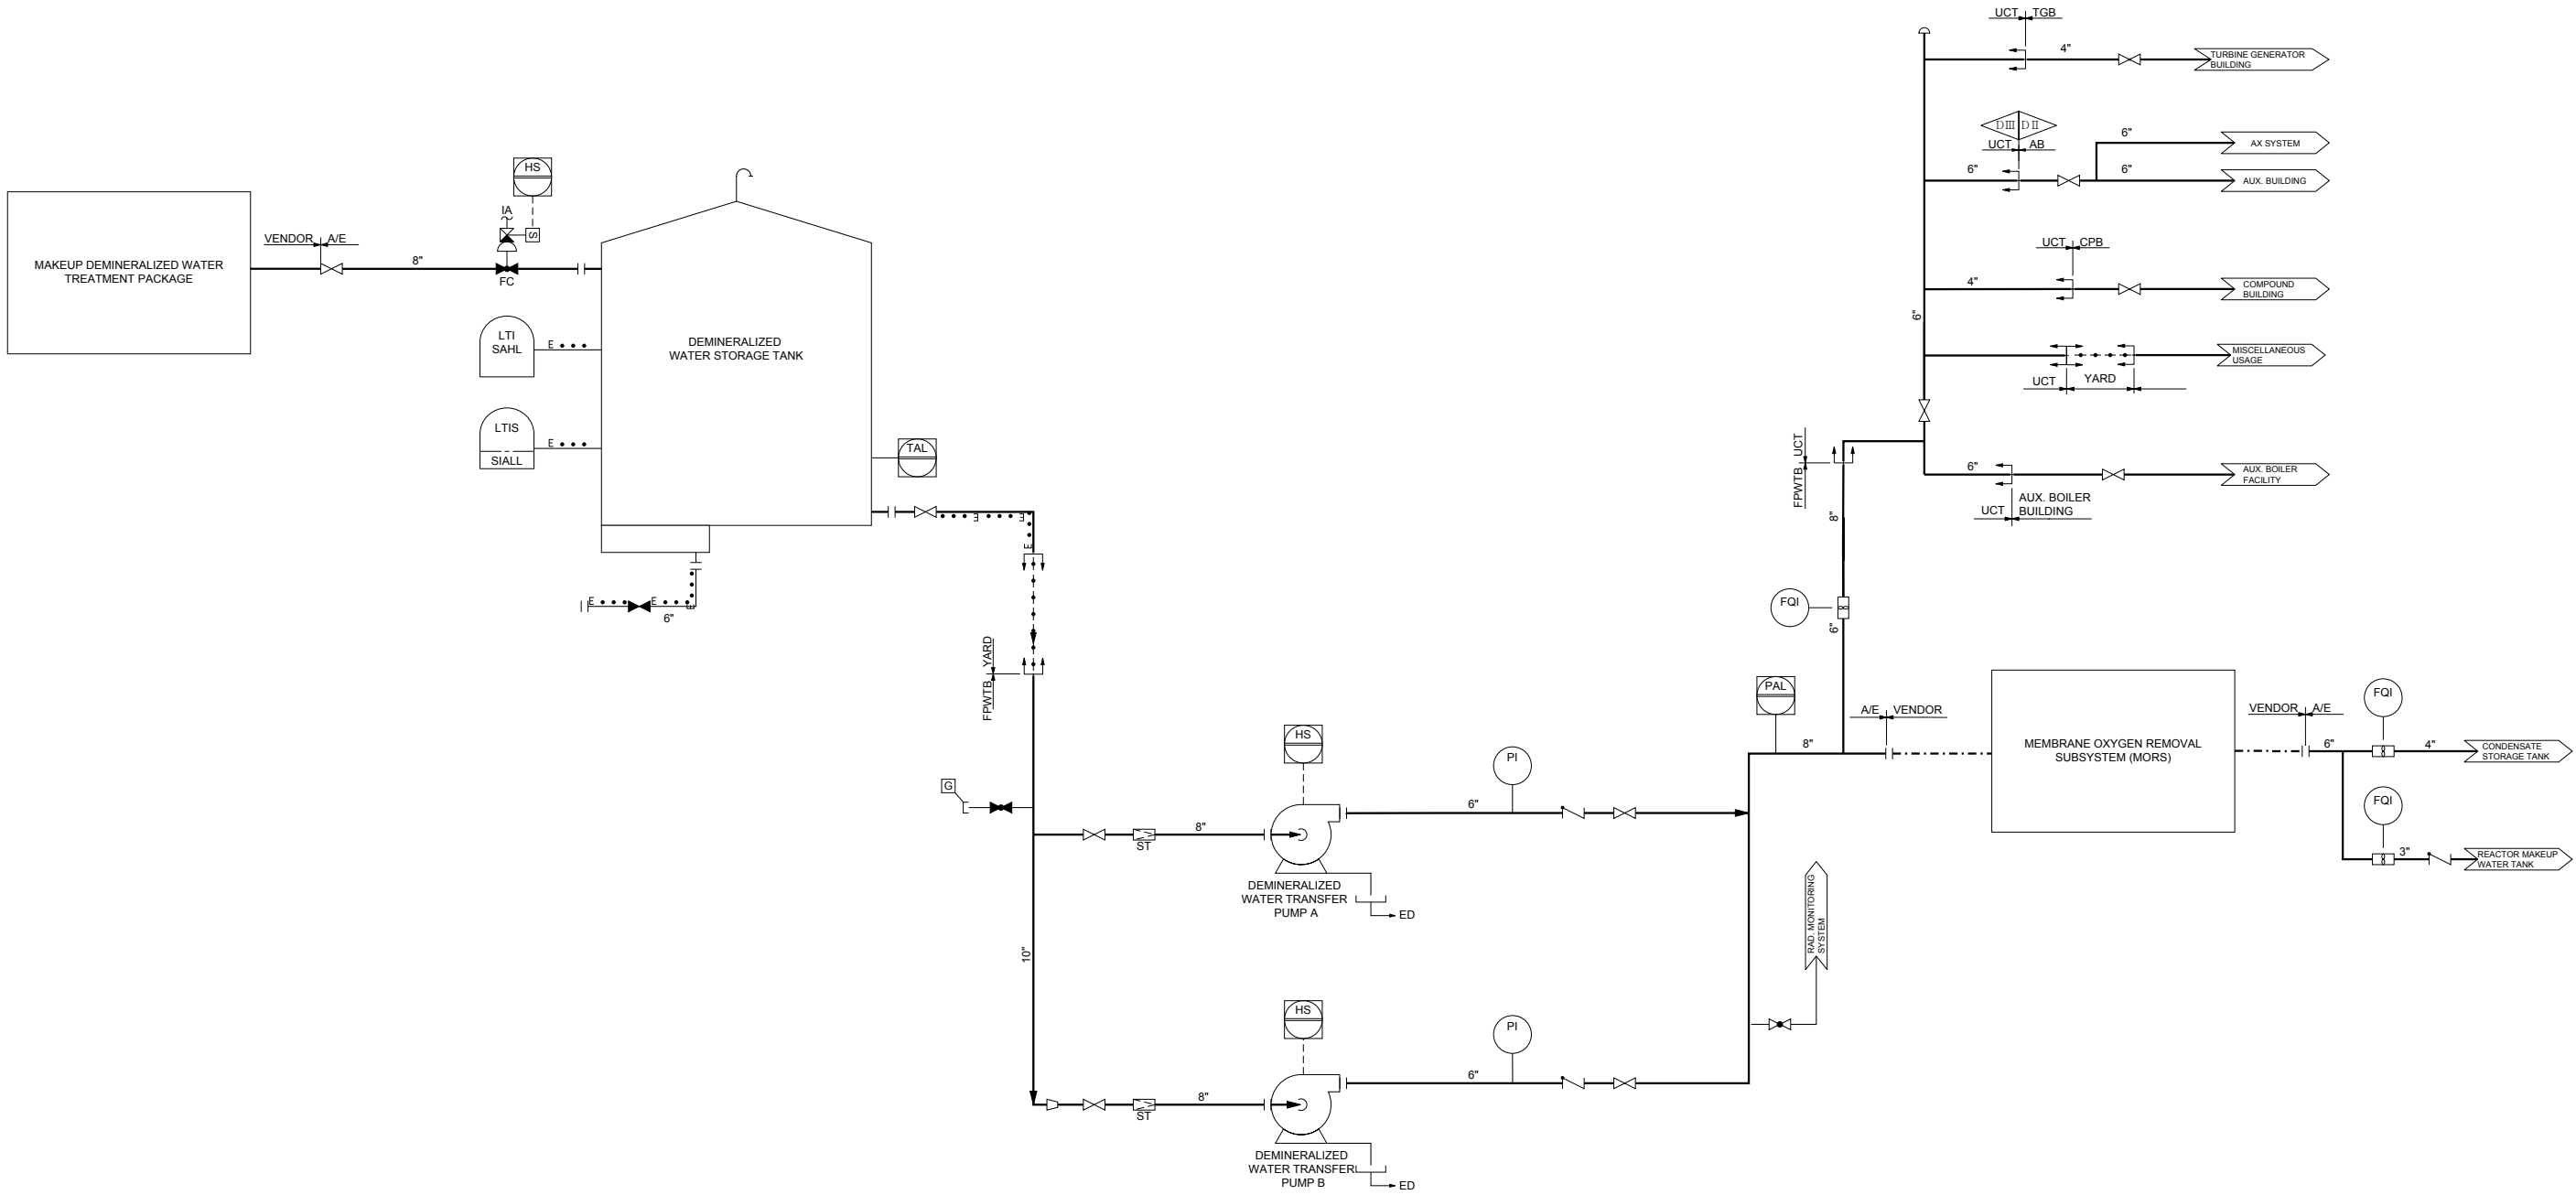 UCT TGB
4"
TURBINE GENERATOR
BUILDING
DIII DII
UCT AB
6"
AX SYSTEM
6"
6"
AUX. BUILDING
HS
IA
S
VENDOR A/E
8"
FC
MAKEUP DEMINERALIZED WATER
TREATMENT PACKAGE
UCT CPB
4"
COMPOUND
BUILDING
6"
LTI
SAHL
E
DEMINERALIZED
WATER STORAGE TANK
MISCELLANEOUS
USAGE
UCT YARD
LTIS
SIALL
E
TAL
FPWTB UCT
6"
AUX. BOILER
FACILITY
UCT
AUX. BOILER
BUILDING
E E
E
8"
E E
E
6"
FQI
6"
FPWTB YARD
PAL
A/E VENDOR
8"
MEMBRANE OXYGEN REMOVAL
SUBSYSTEM (MORS)
VENDOR A/E
6"
FQI
4"
CONDENSATE
STORAGE TANK
FQI
3"
REACTOR MAKEUP
WATER TANK
HS
PI
G
6"
8"
ST
DEMINERALIZED
WATER TRANSFER
PUMP A
ED
RAD. MONITORING
SYSTEM
10"
HS
PI
6"
8"
ST
DEMINERALIZED
WATER TRANSFER
PUMP B
ED